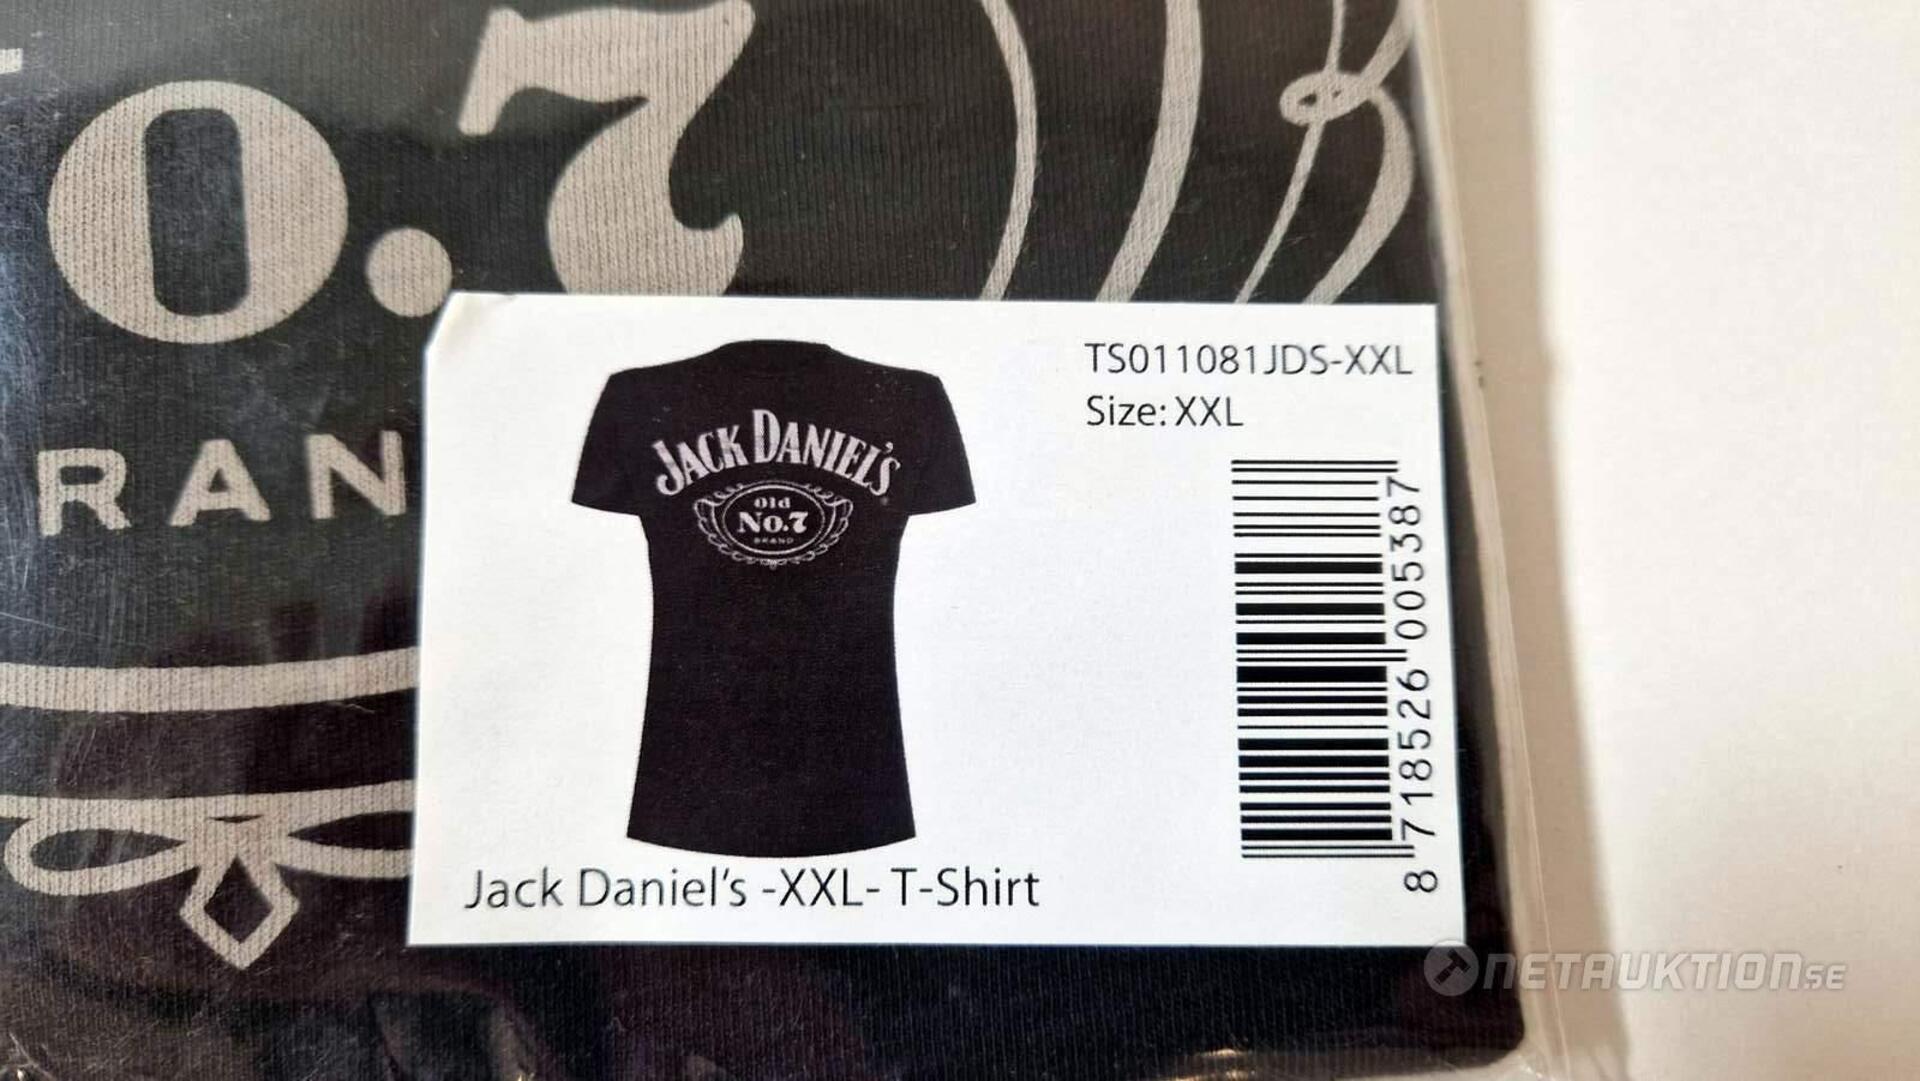 o.7
RAN
TS011081JDS-XXL
Size: XXL
JACK DANIEL'S
Old
No.7
BRAND
8 718526 005387
Jack Daniel's -XXL- T-Shirt
NETAUKTION.SE